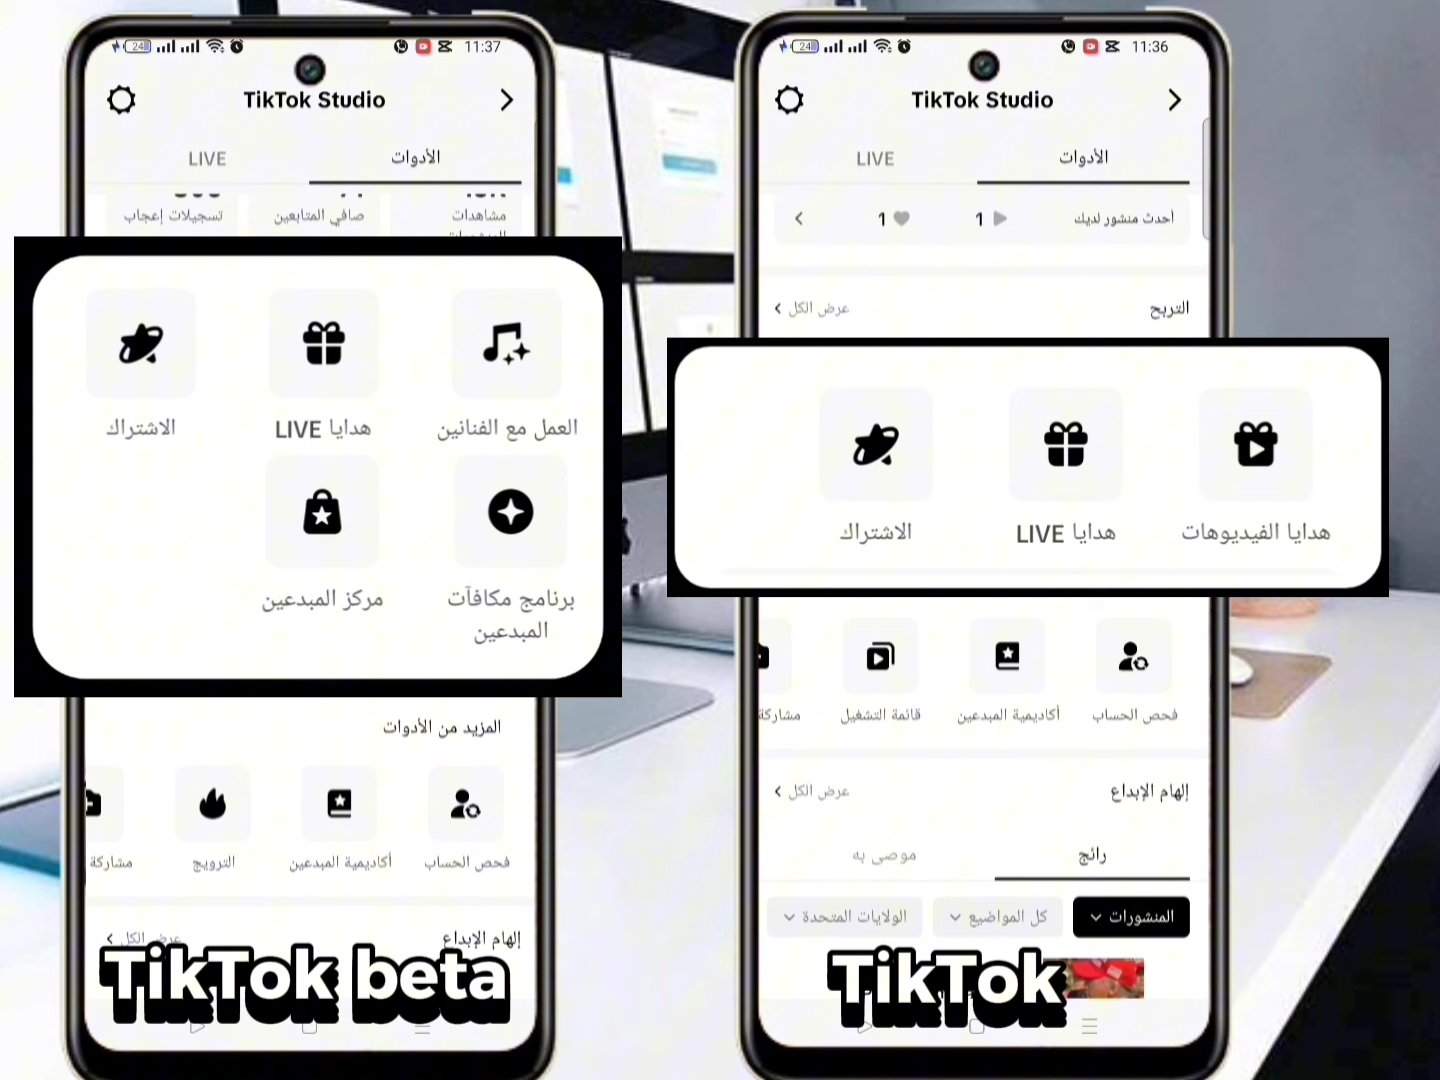 24 11:37
TikTok Studio
الأدوات LIVE
مشاهدات صافي المتابعين تسجيلات إعجاب
العمل مع الفنانين هدايا LIVE الاشتراك
برنامج مكافآت مركز المبدعين
المبدعين
المزيد من الأدوات
فحص الحساب أكاديمية المبدعين الترويج مشاركة
إلهام الإبداع عرض الكل
TikTok beta
24 11:36
TikTok Studio
الأدوات LIVE
أحدث منشور لديك 1 1
التربح عرض الكل
هدايا الفيديوهات هدايا LIVE الاشتراك
فحص الحساب أكاديمية المبدعين قائمة التشغيل مشاركة
إلهام الإبداع عرض الكل
رائج موصى به
المنشورات كل المواضيع الولايات المتحدة
TikTok